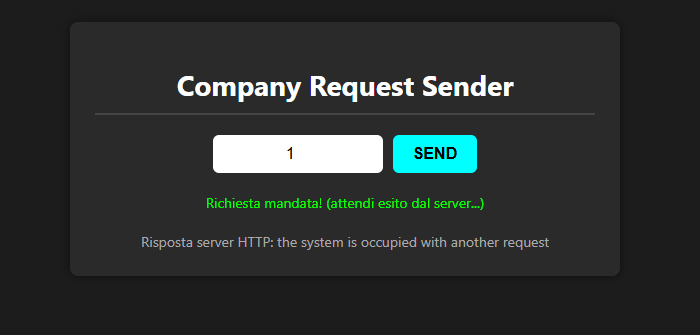 Company Request Sender
1
SEND
Richiesta mandata! (attendi esito dal server...)
Risposta server HTTP: the system is occupied with another request